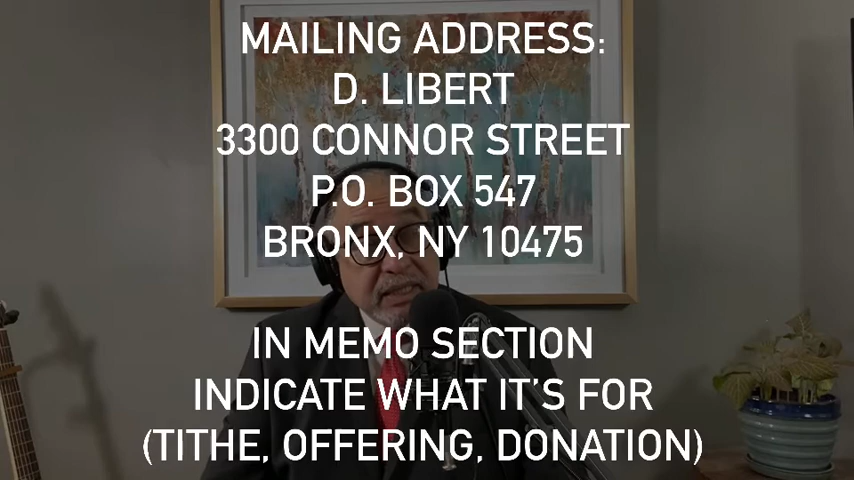 MAILING ADDRESS:
D. LIBERT
3300 CONNOR STREET
P.O. BOX 547
BRONX, NY 10475
IN MEMO SECTION
INDICATE WHAT IT'S FOR
(TITHE, OFFERING, DONATION)